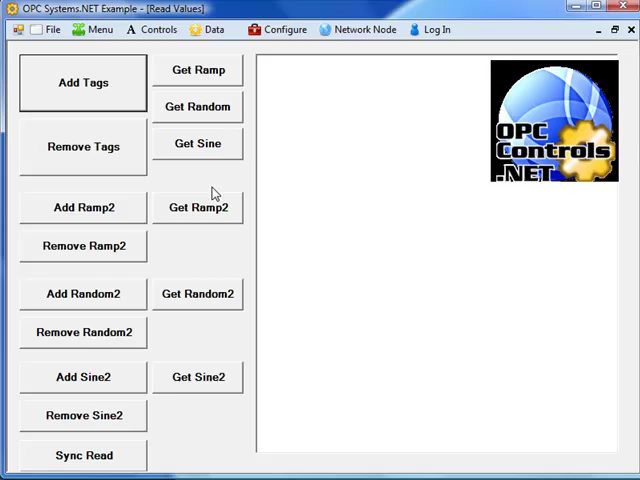 OPC Systems.NET Example - [Read Values]
File Menu Controls Data Configure Network Node Log In
Add Tags
Get Ramp
Get Random
Remove Tags
Get Sine
Add Ramp2
Get Ramp2
Remove Ramp2
Add Random2
Get Random2
Remove Random2
Add Sine2
Get Sine2
Remove Sine2
Sync Read
OPC
Controls
.NET